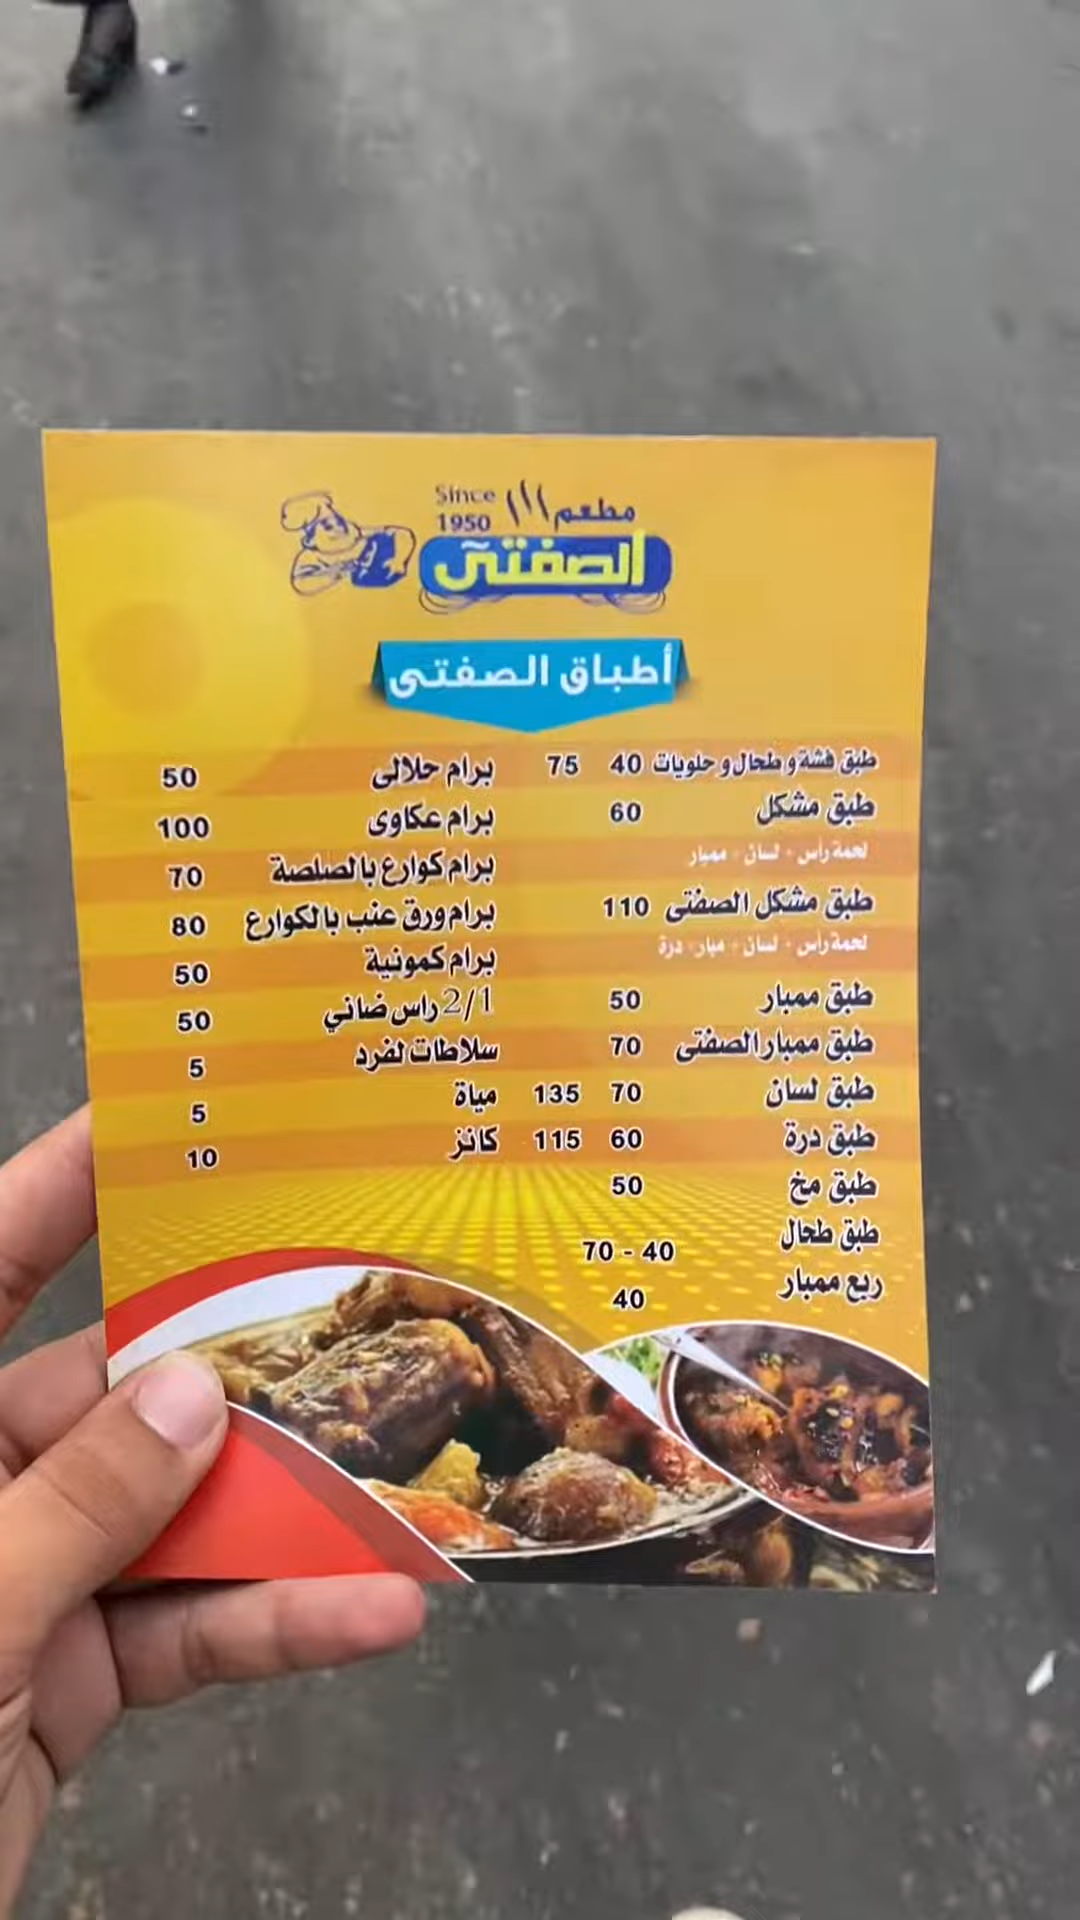 Since
1950
مطعم
الصفتى
أطباق الصفتى
طبق فشة و طحال و حلويات 40 75
طبق مشكل 60
لحمة رأس + لسان + ممبار
طبق مشكل الصفتى 110
لحمة رأس + لسان + مبار + درة
طبق ممبار 50
طبق ممبار الصفتى 70
طبق لسان 70 135
طبق درة 60 115
طبق مخ 50
طبق طحال 40 - 70
ربع ممبار 40
برام حلالى 50
برام عكاوى 100
برام كوارع بالصلصة 70
برام ورق عنب بالكوارع 80
برام كمونية 50
2/1 راس ضاني 50
سلاطات لفرد 5
مياة 5
كانز 10